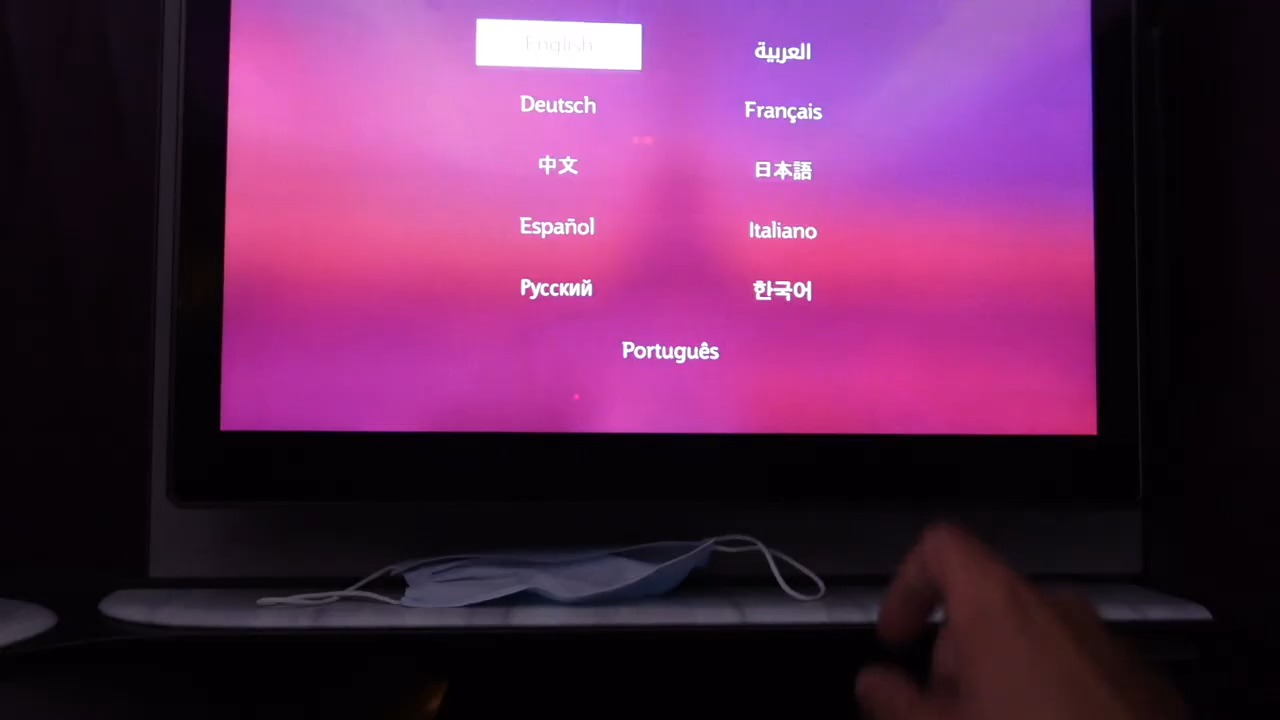 English
العربية
Deutsch
Français
中文
日本語
Español
Italiano
Русский
한국어
Português